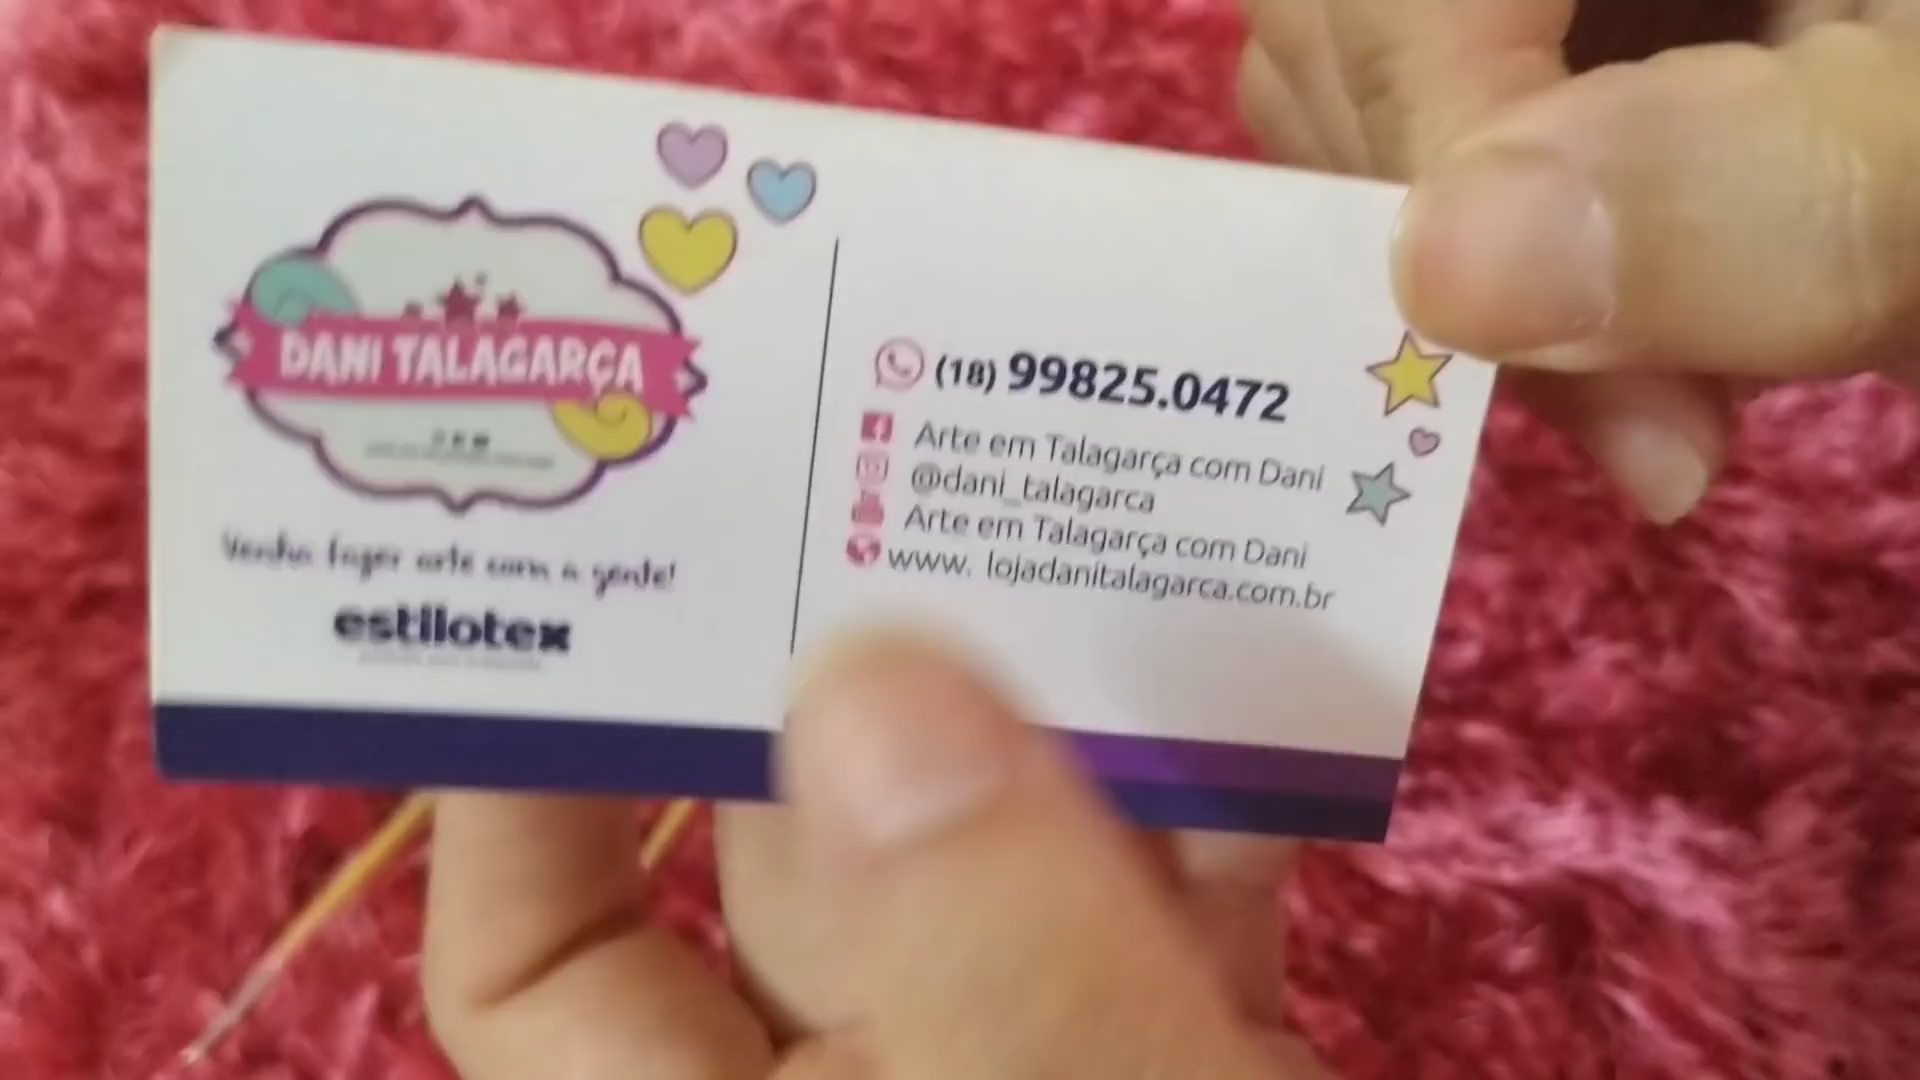 DANI TALAGARÇA
Venha fazer arte com a gente!
estilotex
(18) 99825.0472
Arte em Talagarça com Dani
@dani_talagarca
Arte em Talagarça com Dani
www. lojadanitalagarca.com.br